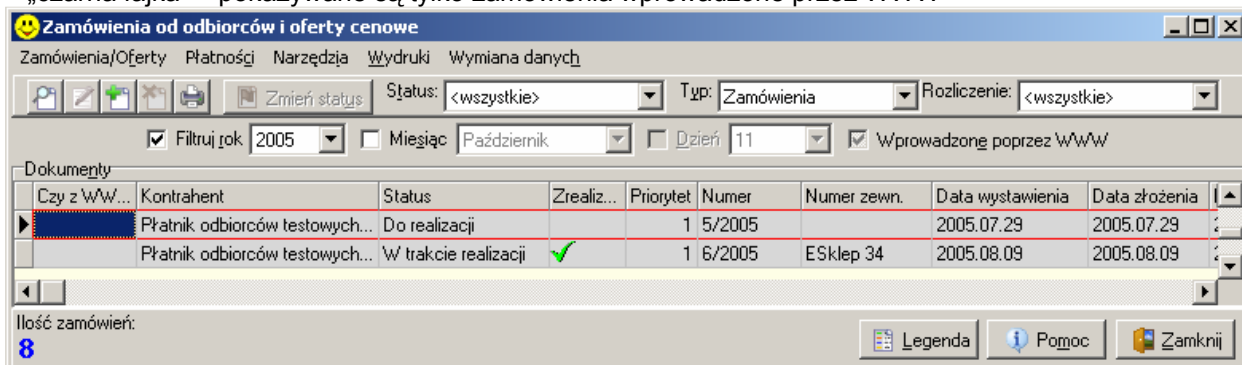 Zamówienia od odbiorców i oferty cenowe
Zamówienia/Oferty Płatności Narzędzia Wydruki Wymiana danych
Zmień status Status: <wszystkie> Typ: Zamówienia Rozliczenie: <wszystkie>
Filtruj rok 2005 Miesiąc Październik Dzień 11 Wprowadzone poprzez WWW
Dokumenty
Czy z WW... Kontrahent Status Zrealiz... Priorytet Numer Numer zewn. Data wystawienia Data złożenia
Płatnik odbiorców testowych... Do realizacji 1 5/2005 2005.07.29 2005.07.29
Płatnik odbiorców testowych... W trakcie realizacji 1 6/2005 ESklep 34 2005.08.09 2005.08.09
Ilość zamówień:
8
Legenda Pomoc Zamknij